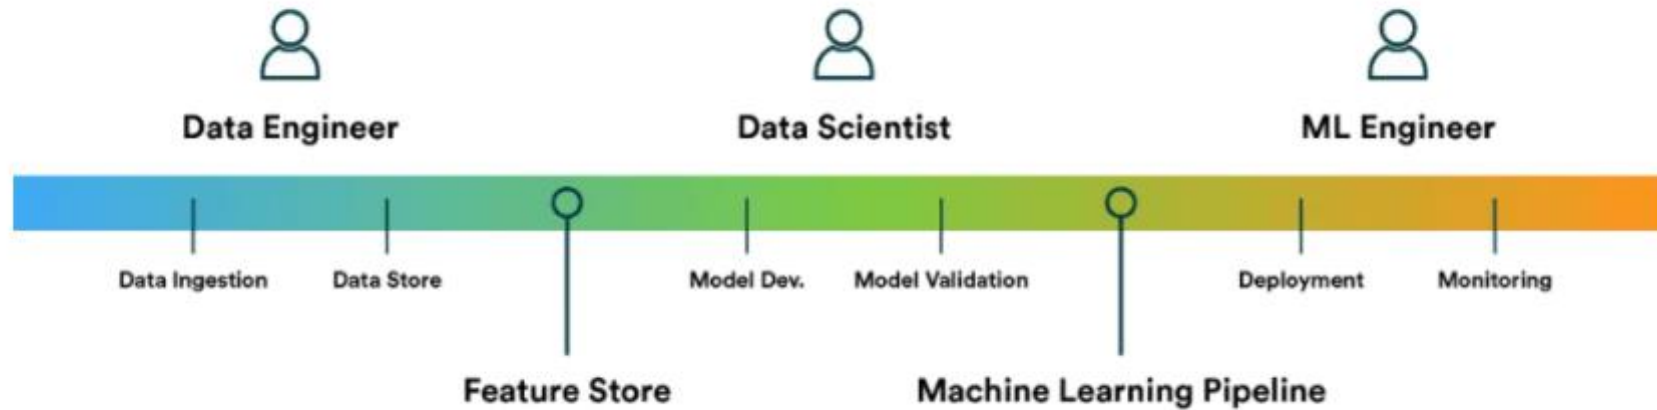 Data Engineer Data Scientist ML Engineer
Data Ingestion Data Store Model Dev. Model Validation Deployment Monitoring
Feature Store Machine Learning Pipeline